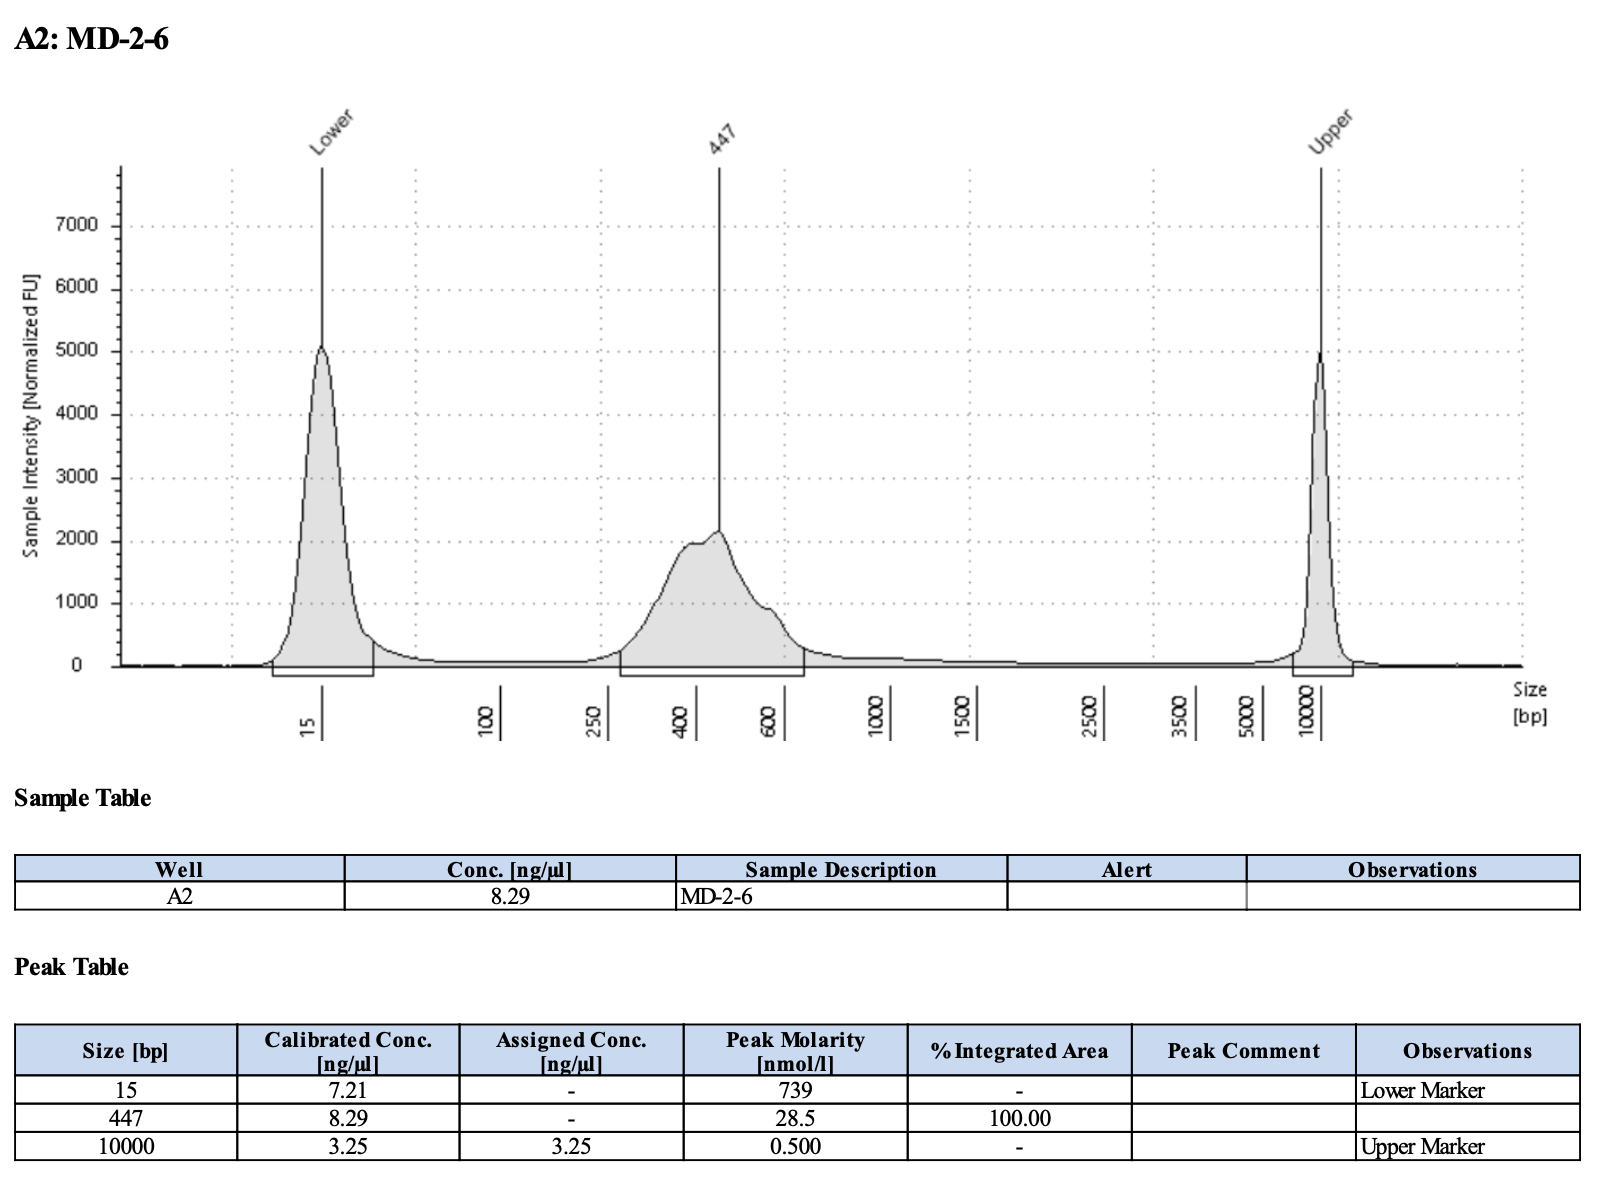 A2: MD-2-6
Lower
447
Upper
7000
6000
5000
4000
3000
2000
1000
0
Sample Intensity [Normalized FU]
15
100
250
400
600
1000
1500
2500
3500
5000
10000
Size
[bp]
Sample Table
Well Conc. [ng/µl] Sample Description Alert Observations
A2 8.29 MD-2-6
Peak Table
Size [bp] Calibrated Conc. [ng/µl] Assigned Conc. [ng/µl] Peak Molarity [nmol/l] % Integrated Area Peak Comment Observations
15 7.21 - 739 - Lower Marker
447 8.29 - 28.5 100.00
10000 3.25 3.25 0.500 - Upper Marker